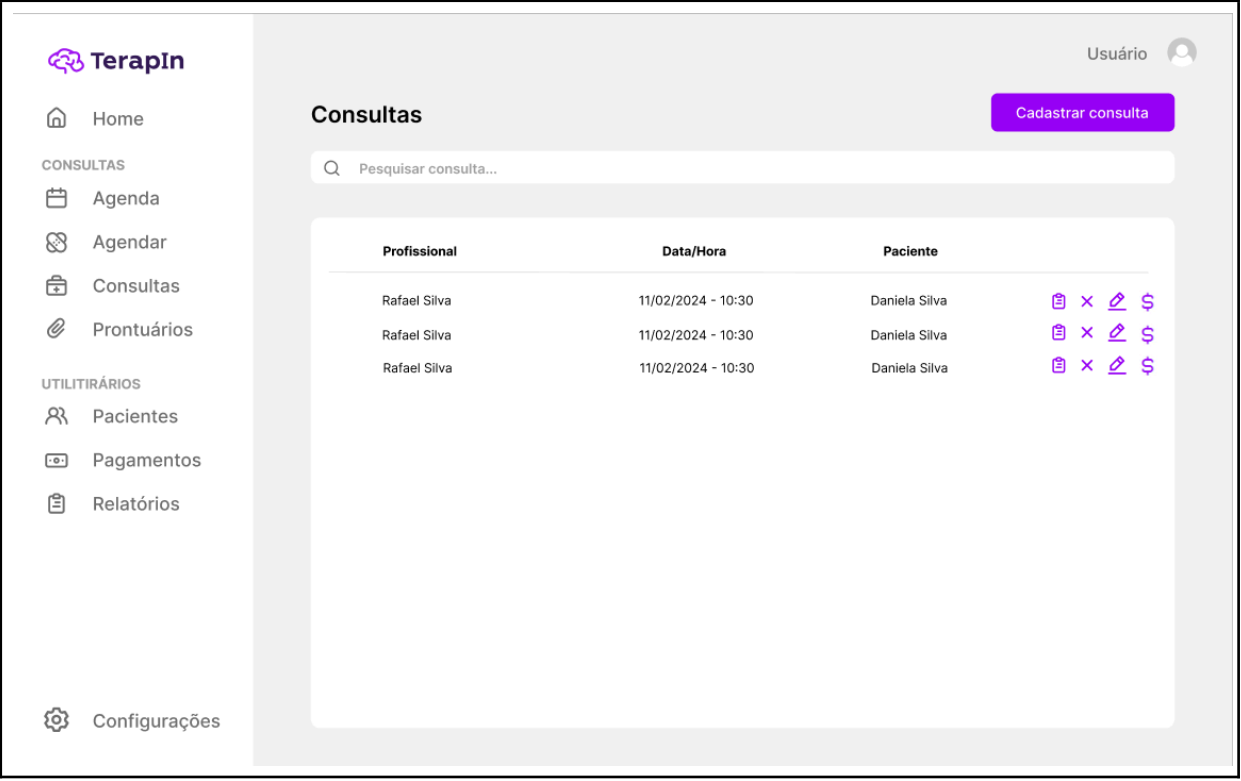 TerapIn
Usuário
Home
CONSULTAS
Agenda
Agendar
Consultas
Prontuários
UTILITIRÁRIOS
Pacientes
Pagamentos
Relatórios
Configurações
Consultas
Cadastrar consulta
Pesquisar consulta...
Profissional Data/Hora Paciente
Rafael Silva 11/02/2024 - 10:30 Daniela Silva
Rafael Silva 11/02/2024 - 10:30 Daniela Silva
Rafael Silva 11/02/2024 - 10:30 Daniela Silva